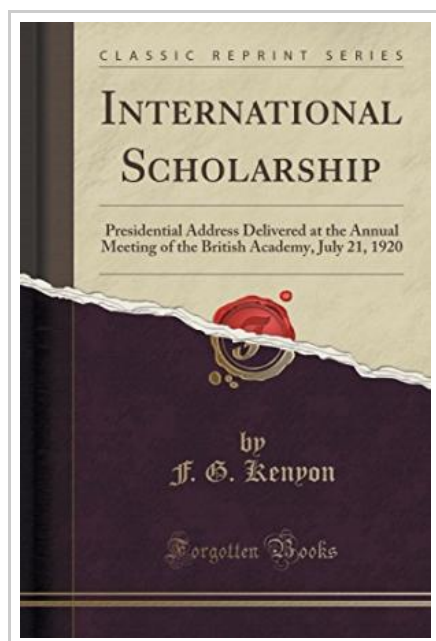 CLASSIC REPRINT SERIES
INTERNATIONAL
SCHOLARSHIP
Presidential Address Delivered at the Annual
Meeting of the British Academy, July 21, 1920
by
F. G. Kenyon
Forgotten Books